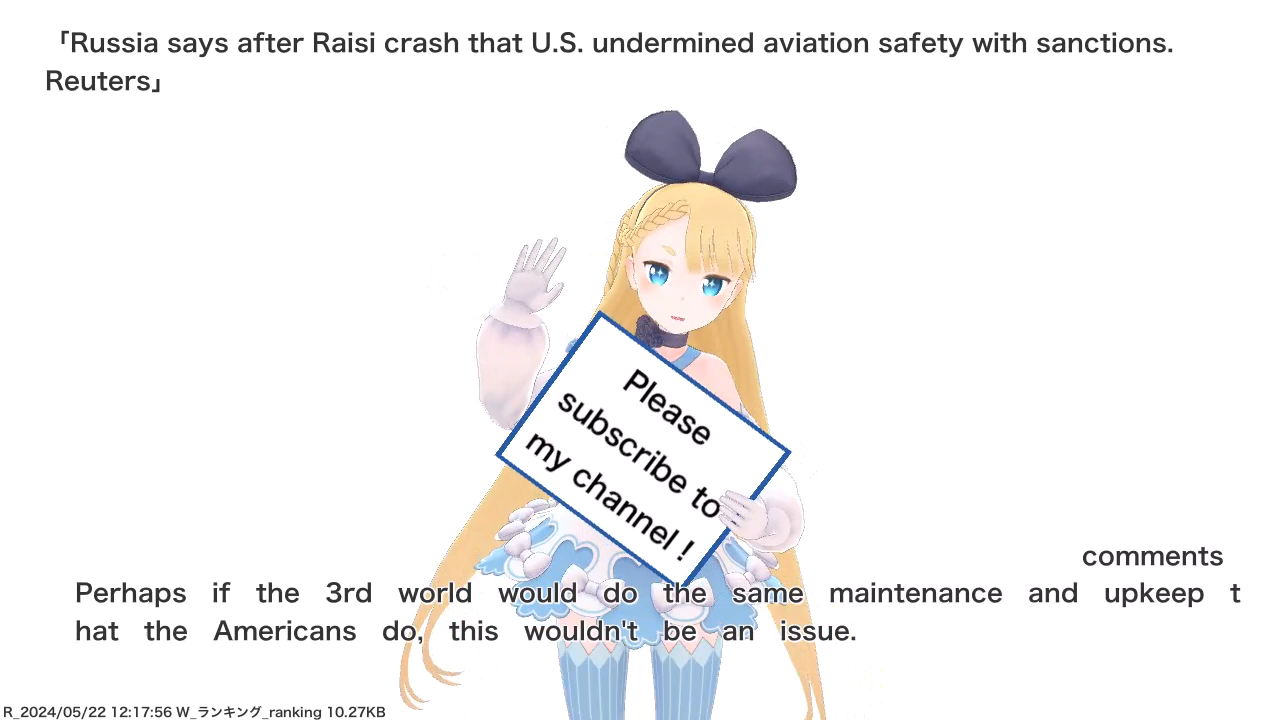 「Russia says after Raisi crash that U.S. undermined aviation safety with sanctions.
Reuters」
Please
subscribe to
my channel !
comments
Perhaps if the 3rd world would do the same maintenance and upkeep t
hat the Americans do, this wouldn't be an issue.
R_2024/05/22 12:17:56 W_ランキング_ranking 10.27KB